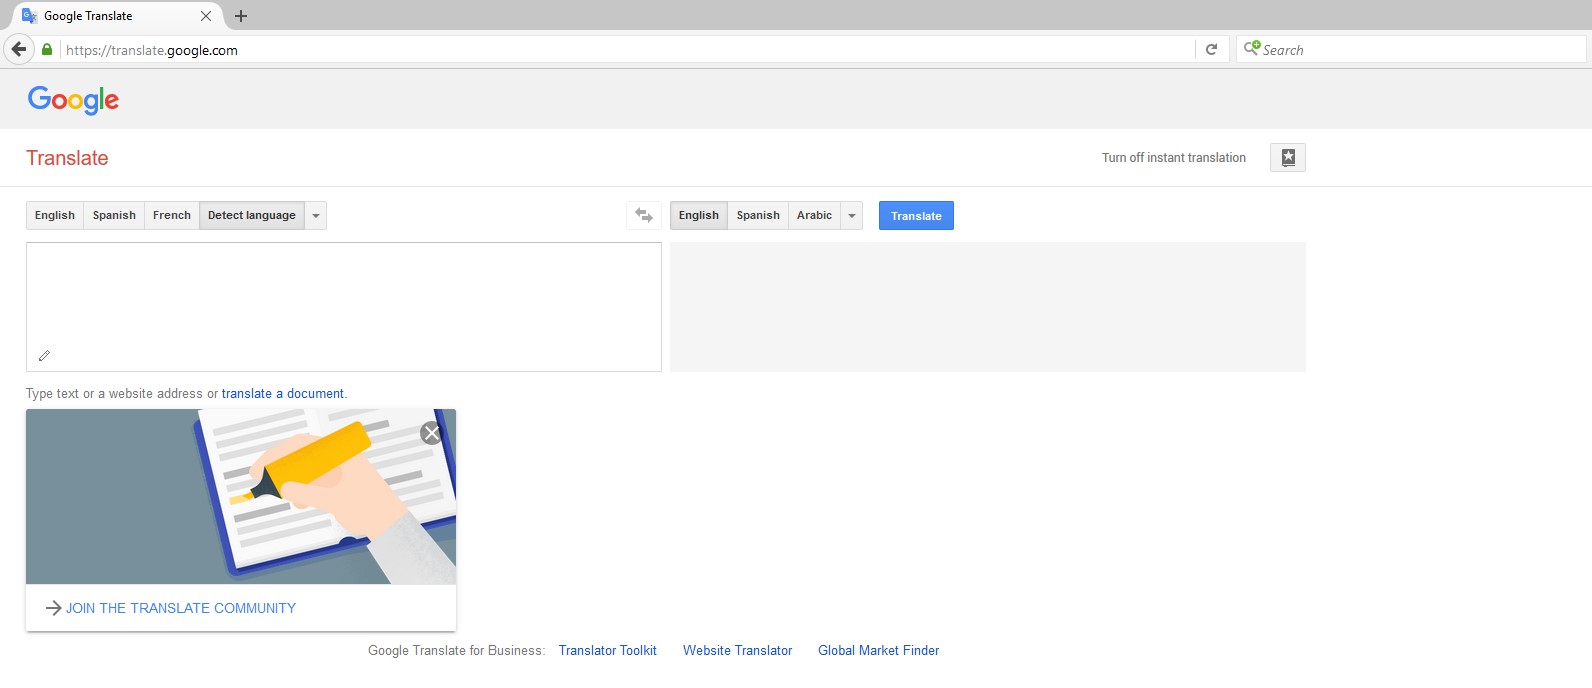 Google Translate
https://translate.google.com
Search
Google
Translate
Turn off instant translation
English Spanish French Detect language
English Spanish Arabic Translate
Type text or a website address or translate a document.
JOIN THE TRANSLATE COMMUNITY
Google Translate for Business: Translator Toolkit Website Translator Global Market Finder